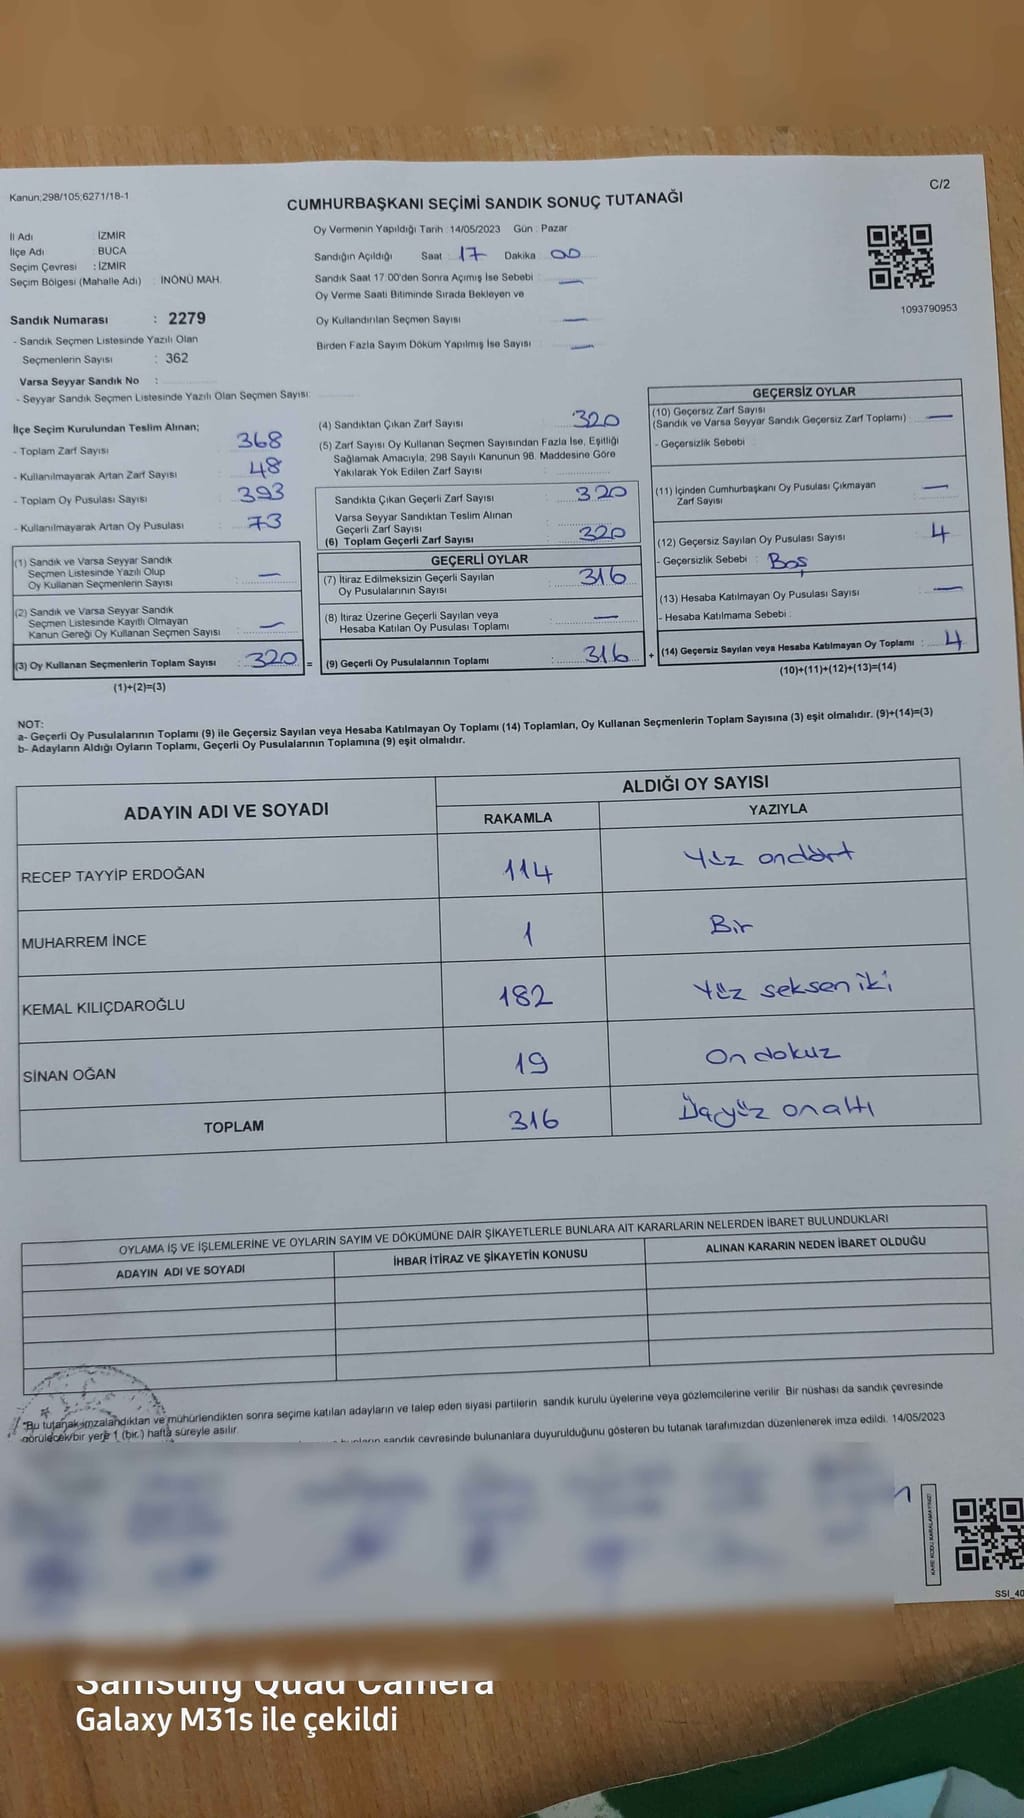 Kanun;298/105;6271/18-1
C/2
CUMHURBAŞKANI SEÇİMİ SANDIK SONUÇ TUTANAĞI
İl Adı : İZMİR
İlçe Adı : BUCA
Seçim Çevresi : İZMİR
Seçim Bölgesi (Mahalle Adı) : İNÖNÜ MAH.
Sandık Numarası : 2279
- Sandık Seçmen Listesinde Yazılı Olan
Seçmenlerin Sayısı : 362
Varsa Seyyar Sandık No :
- Seyyar Sandık Seçmen Listesinde Yazılı Olan Seçmen Sayısı:
Oy Vermenin Yapıldığı Tarih : 14/05/2023 Gün : Pazar
Sandığın Açıldığı Saat : 17 Dakika : 00
Sandık Saat 17:00'den Sonra Açımış İse Sebebi : —
Oy Verme Saati Bitiminde Sırada Bekleyen ve
Oy Kullandırılan Seçmen Sayısı : —
Birden Fazla Sayım Döküm Yapılmış İse Sayısı : —
1093790953
İlçe Seçim Kurulundan Teslim Alınan;
- Toplam Zarf Sayısı : 368
- Kullanılmayarak Artan Zarf Sayısı : 48
- Toplam Oy Pusulası Sayısı : 393
- Kullanılmayarak Artan Oy Pusulası : 73
(1) Sandık ve Varsa Seyyar Sandık
Seçmen Listesinde Yazılı Olup
Oy Kullanan Seçmenlerin Sayısı : —
(2) Sandık ve Varsa Seyyar Sandık
Seçmen Listesinde Kayıtlı Olmayan
Kanun Gereği Oy Kullanan Seçmen Sayısı : —
(3) Oy Kullanan Seçmenlerin Toplam Sayısı : 320 =
(1)+(2)=(3)
(4) Sandıktan Çıkan Zarf Sayısı : 320
(5) Zarf Sayısı Oy Kullanan Seçmen Sayısından Fazla İse, Eşitliği
Sağlamak Amacıyla; 298 Sayılı Kanunun 98. Maddesine Göre
Yakılarak Yok Edilen Zarf Sayısı :
Sandıkta Çıkan Geçerli Zarf Sayısı : 320
Varsa Seyyar Sandıktan Teslim Alınan
Geçerli Zarf Sayısı :
(6) Toplam Geçerli Zarf Sayısı : 320
GEÇERLİ OYLAR
(7) İtiraz Edilmeksizin Geçerli Sayılan
Oy Pusulalarının Sayısı : 316
(8) İtiraz Üzerine Geçerli Sayılan veya
Hesaba Katılan Oy Pusulası Toplamı : —
(9) Geçerli Oy Pusulalarının Toplamı : 316 +
GEÇERSİZ OYLAR
(10) Geçersiz Zarf Sayısı
(Sandık ve Varsa Seyyar Sandık Geçersiz Zarf Toplamı) : —
- Geçersizlik Sebebi :
(11) İçinden Cumhurbaşkanı Oy Pusulası Çıkmayan
Zarf Sayısı : —
(12) Geçersiz Sayılan Oy Pusulası Sayısı : 4
- Geçersizlik Sebebi : Boş
(13) Hesaba Katılmayan Oy Pusulası Sayısı : —
- Hesaba Katılmama Sebebi :
(14) Geçersiz Sayılan veya Hesaba Katılmayan Oy Toplamı : 4
(10)+(11)+(12)+(13)=(14)
NOT:
a- Geçerli Oy Pusulalarının Toplamı (9) ile Geçersiz Sayılan veya Hesaba Katılmayan Oy Toplamı (14) Toplamları, Oy Kullanan Seçmenlerin Toplam Sayısına (3) eşit olmalıdır. (9)+(14)=(3)
b- Adayların Aldığı Oyların Toplamı, Geçerli Oy Pusulalarının Toplamına (9) eşit olmalıdır.
ADAYIN ADI VE SOYADI
ALDIĞI OY SAYISI
RAKAMLA YAZIYLA
RECEP TAYYİP ERDOĞAN 114 Yüz ondört
MUHARREM İNCE 1 Bir
KEMAL KILIÇDAROĞLU 182 Yüz seksen iki
SİNAN OĞAN 19 On dokuz
TOPLAM 316 Üçyüz onaltı
OYLAMA İŞ VE İŞLEMLERİNE VE OYLARIN SAYIM VE DÖKÜMÜNE DAİR ŞİKAYETLERLE BUNLARA AİT KARARLARIN NELERDEN İBARET BULUNDUKLARI
ADAYIN ADI VE SOYADI İHBAR İTİRAZ VE ŞİKAYETİN KONUSU ALINAN KARARIN NEDEN İBARET OLDUĞU
"Bu tutanak imzalandıktan ve mühürlendikten sonra seçime katılan adayların ve talep eden siyasi partilerin sandık kurulu üyelerine veya gözlemcilerine verilir. Bir nüshası da sandık çevresinde
görülecek bir yere 1 (bir) hafta süreyle asılır.
sandık çevresinde bulunanlara duyurulduğunu gösteren bu tutanak tarafımızdan düzenlenerek imza edildi. 14/05/2023
KARE KODU KARALAMAYINIZ!
SSI_40
Samsung Quad Camera
Galaxy M31s ile çekildi